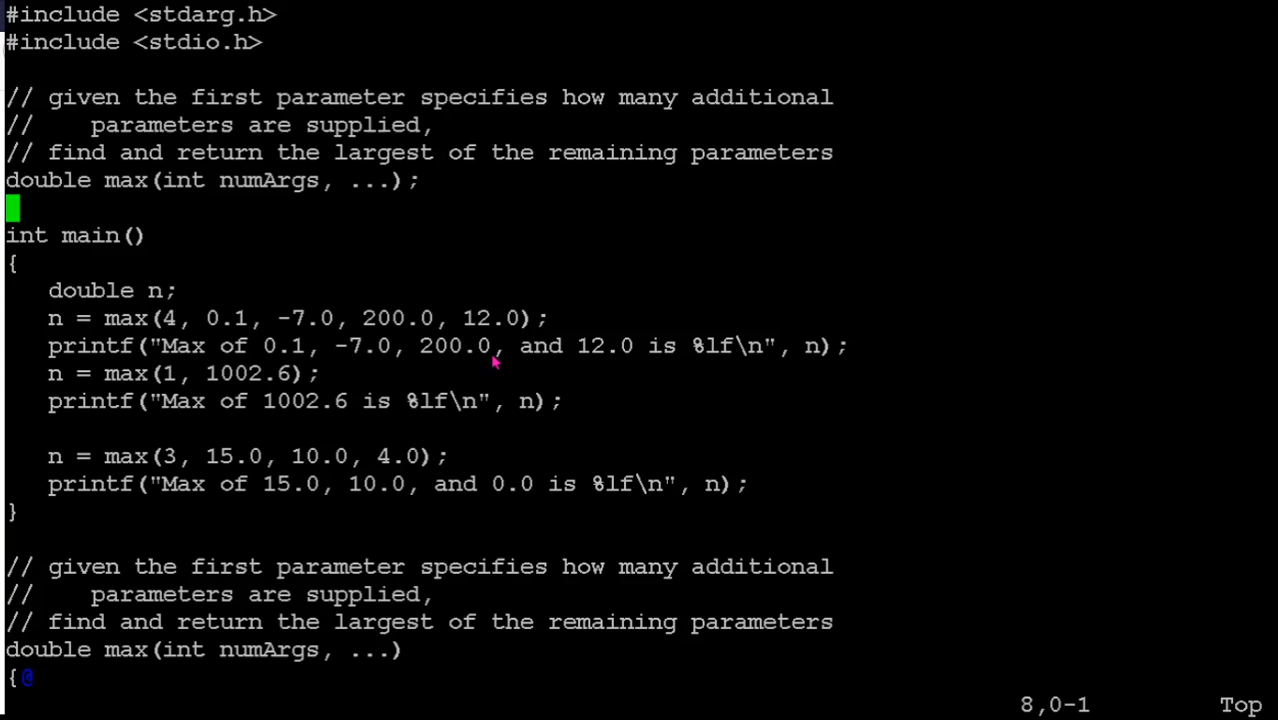 #include <stdarg.h>
#include <stdio.h>

// given the first parameter specifies how many additional
//    parameters are supplied,
// find and return the largest of the remaining parameters
double max(int numArgs, ...);

int main()
{
   double n;
   n = max(4, 0.1, -7.0, 200.0, 12.0);
   printf("Max of 0.1, -7.0, 200.0, and 12.0 is %lf\n", n);
   n = max(1, 1002.6);
   printf("Max of 1002.6 is %lf\n", n);

   n = max(3, 15.0, 10.0, 4.0);
   printf("Max of 15.0, 10.0, and 0.0 is %lf\n", n);
}

// given the first parameter specifies how many additional
//    parameters are supplied,
// find and return the largest of the remaining parameters
double max(int numArgs, ...)
{@
8,0-1 Top